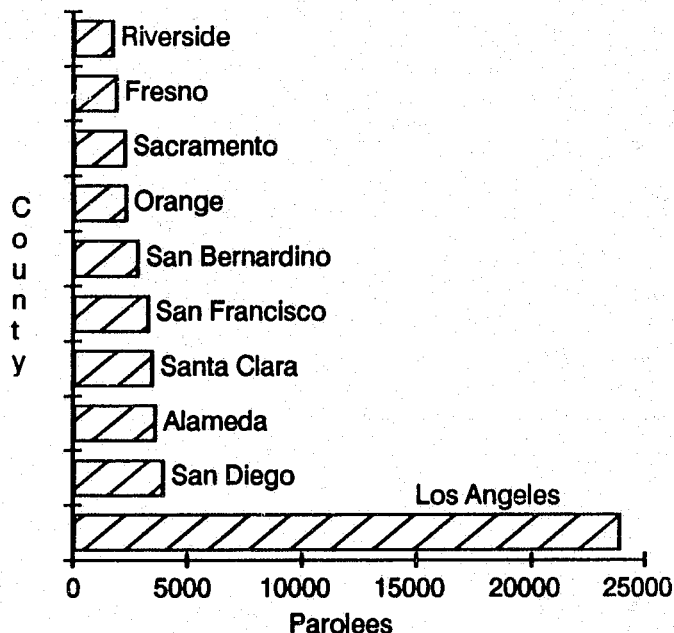 Riverside
Fresno
Sacramento
Orange
San Bernardino
San Francisco
Santa Clara
Alameda
San Diego
Los Angeles
County
0 5000 10000 15000 20000 25000
Parolees